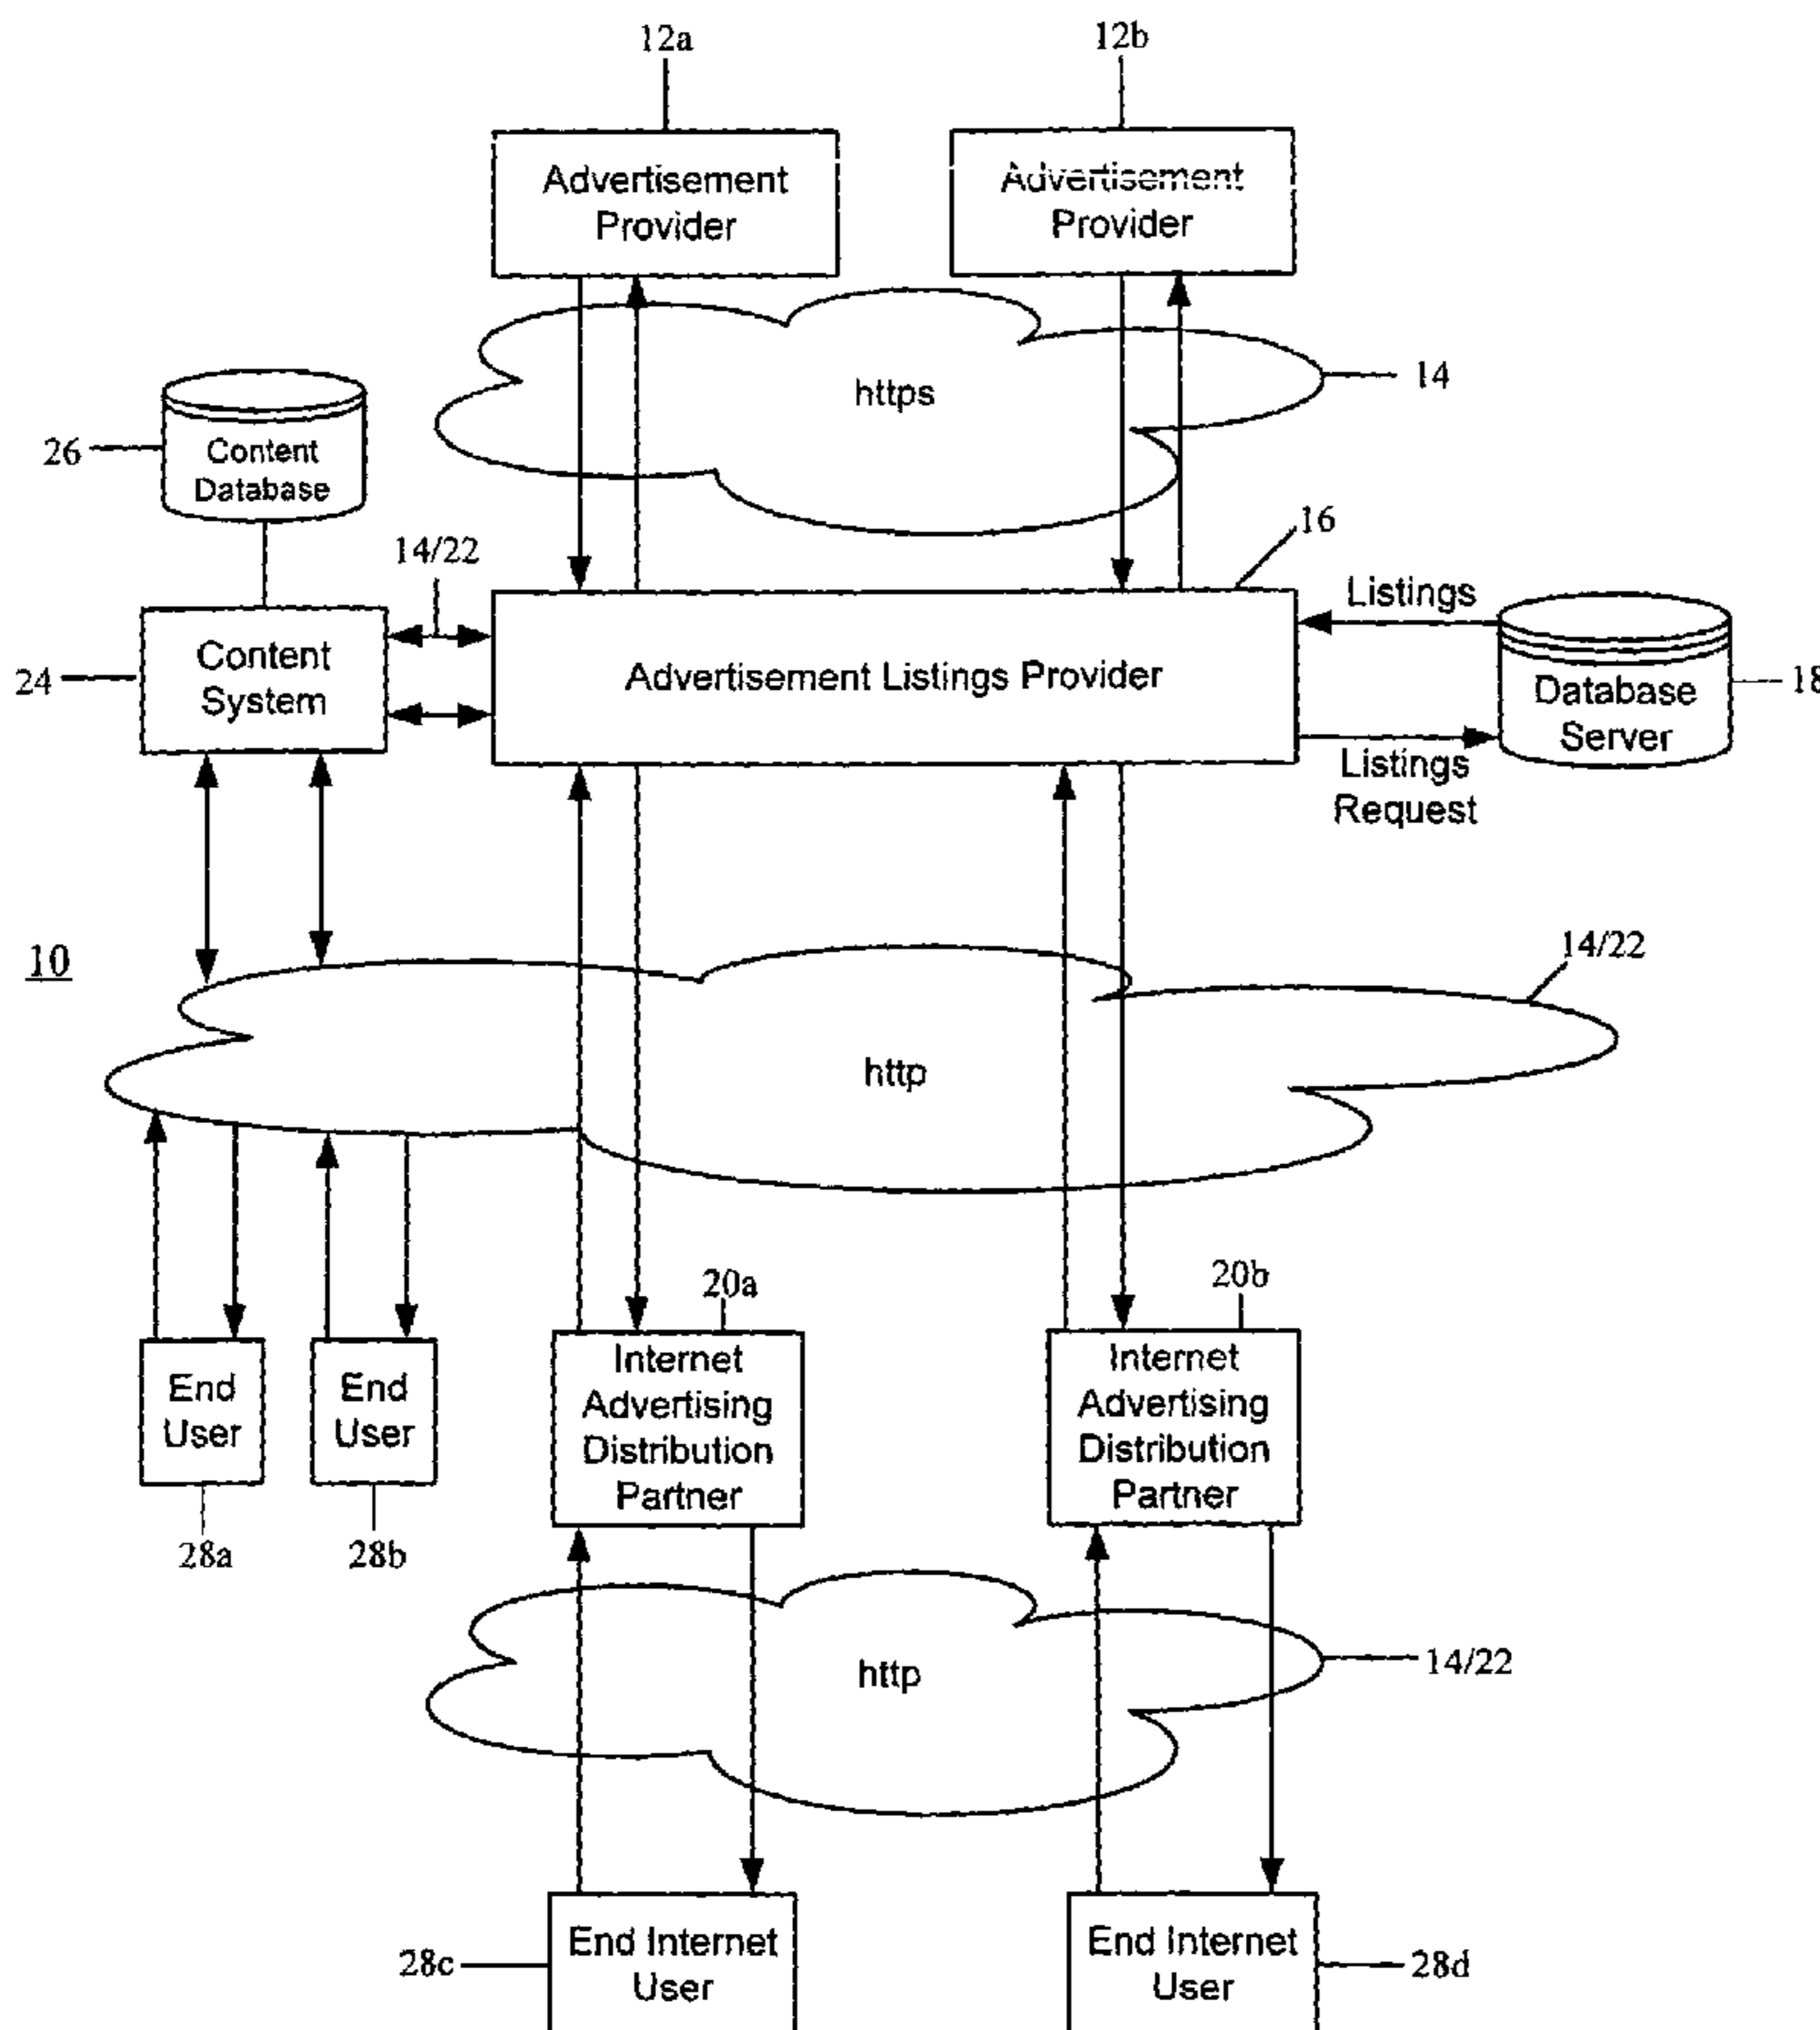 12a
12b
Advertisement
Provider
Advertisement
Provider
https
14
26
Content
Database
14/22
16
Listings
24
Content
System
Advertisement Listings Provider
Database
Server
18
Listings
Request
10
14/22
http
20a
20b
End
User
End
User
Internet
Advertising
Distribution
Partner
Internet
Advertising
Distribution
Partner
28a
28b
http
14/22
28c
End Internet
User
End Internet
User
28d